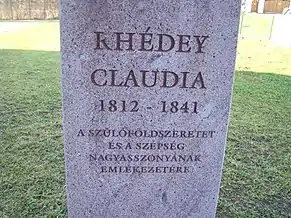 RHÉDEY
CLAUDIA
1812 - 1841
A SZÜLŐFÖLDSZERETET
ÉS A SZÉPSÉG
NAGYASSZONYÁNAK
EMLÉKEZETÉRE